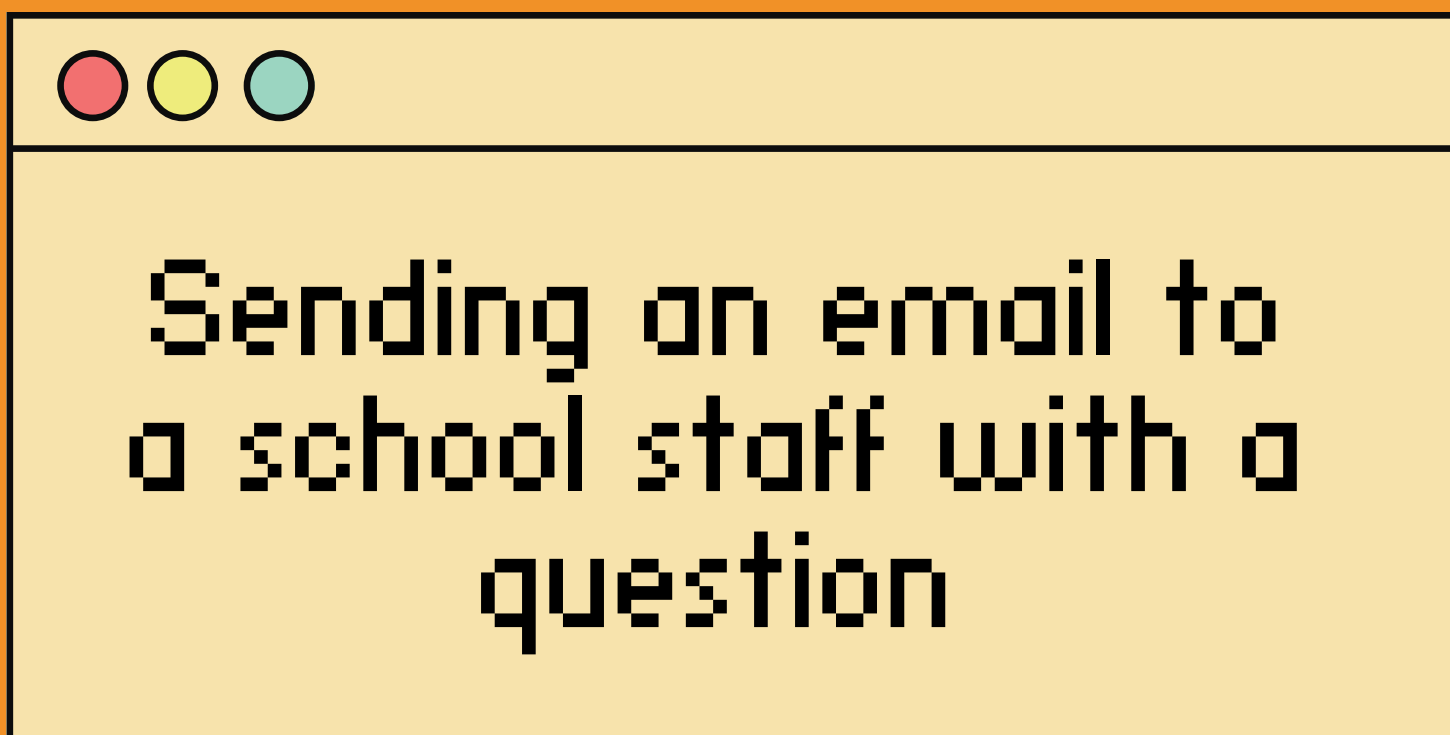 Sending an email to
a school staff with a
question